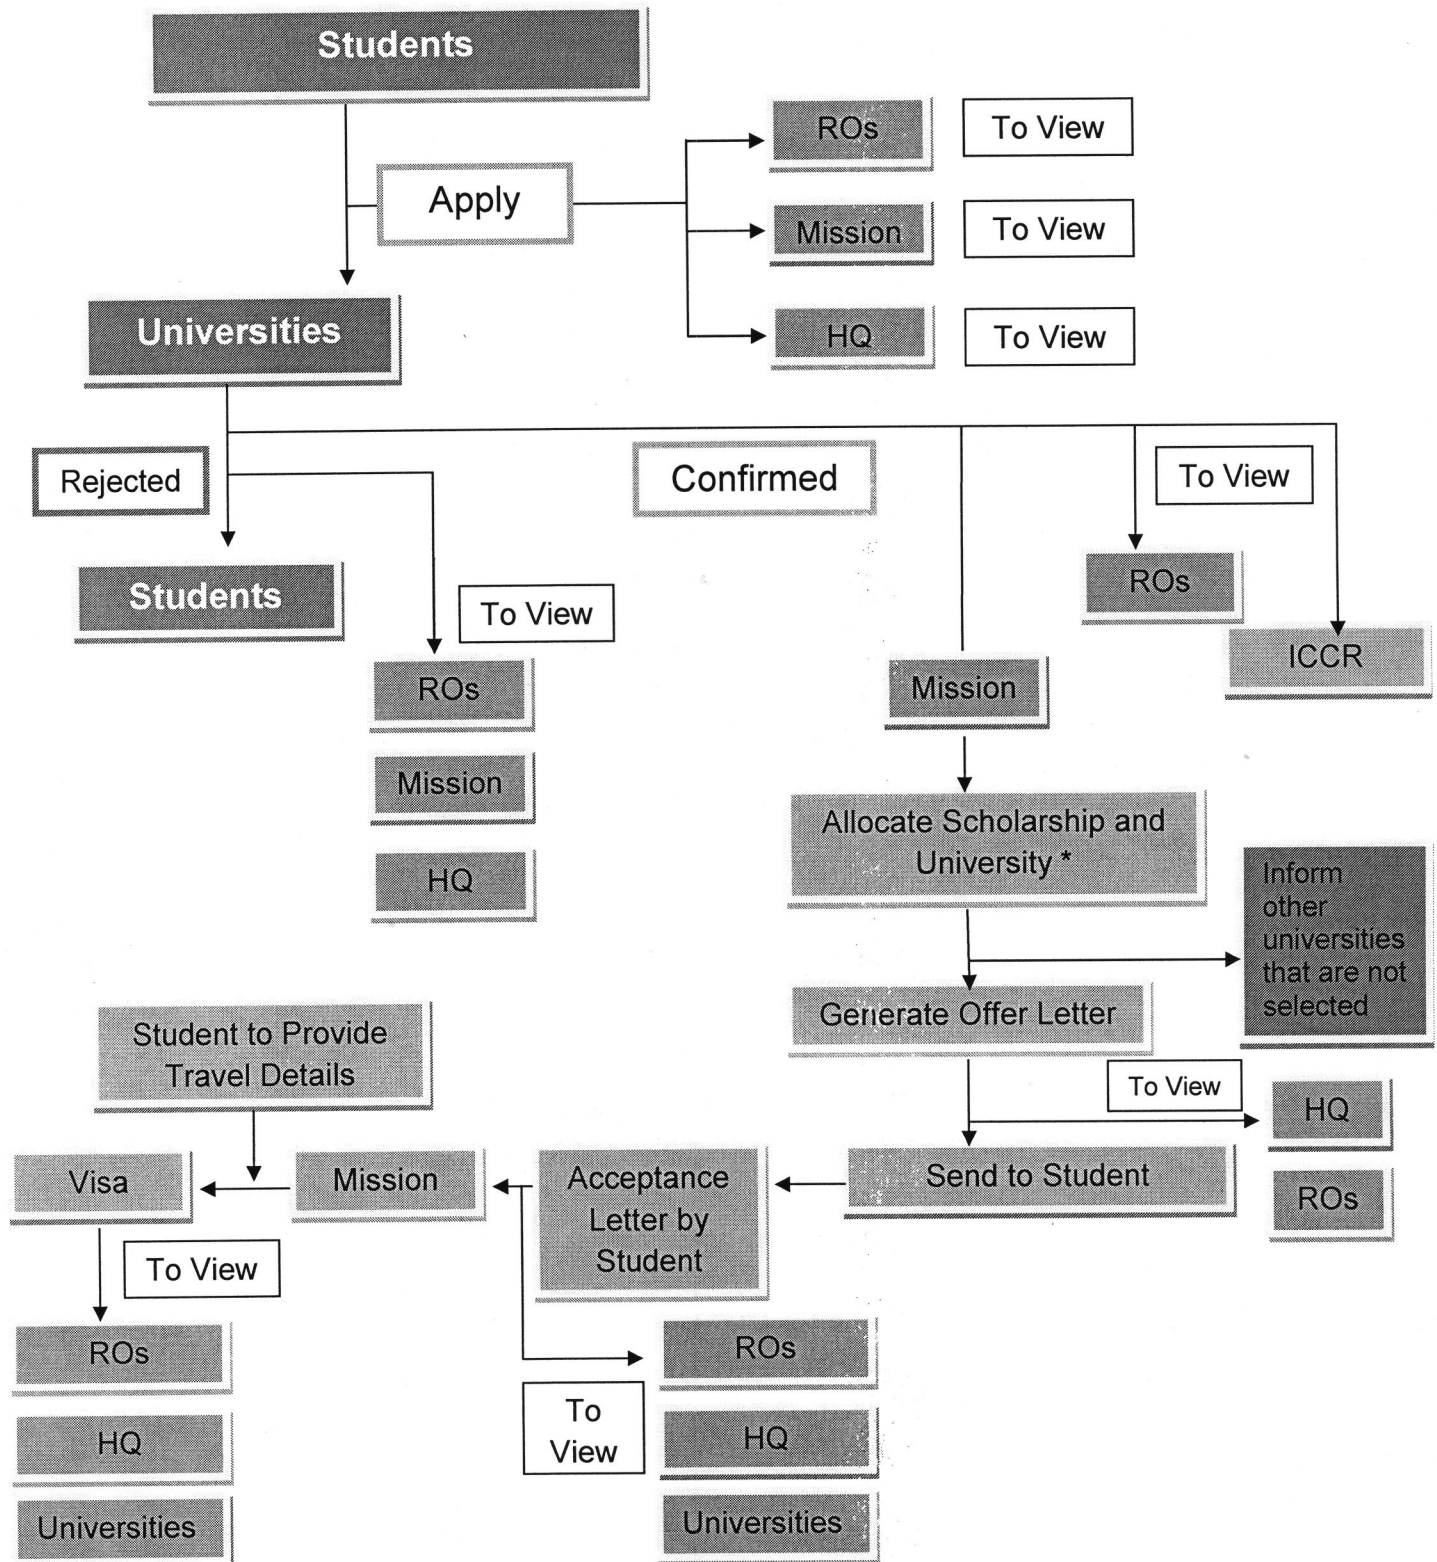 Students
ROs
To View
Apply
Mission
To View
HQ
To View
Universities
Rejected
Confirmed
To View
Students
To View
ROs
ICCR
ROs
Mission
Mission
HQ
Allocate Scholarship and
University *
Inform
other
universities
that are not
selected
Generate Offer Letter
Student to Provide
Travel Details
To View
HQ
Visa
Mission
Acceptance
Letter by
Student
Send to Student
ROs
To View
ROs
HQ
Universities
To
View
ROs
HQ
Universities